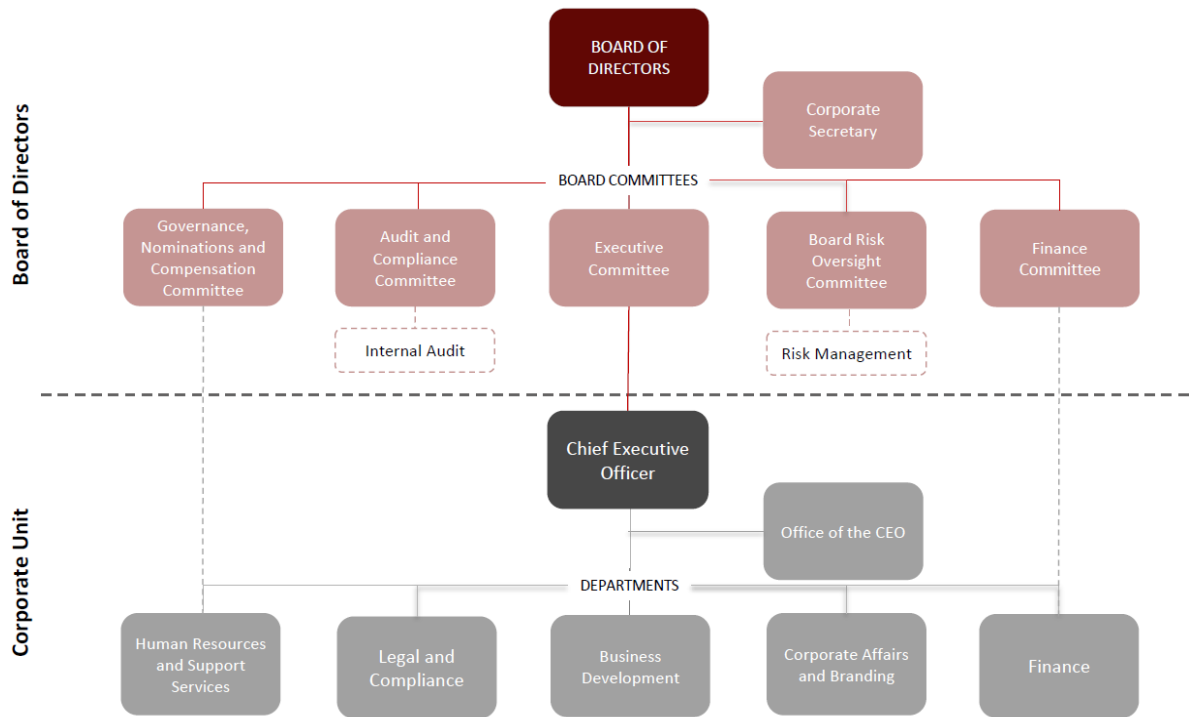 BOARD OF
DIRECTORS
Corporate
Secretary
Board of Directors
BOARD COMMITTEES
Governance,
Nominations and
Compensation
Committee
Audit and
Compliance
Committee
Executive
Committee
Board Risk
Oversight
Committee
Finance
Committee
Internal Audit
Risk Management
Chief Executive
Officer
Corporate Unit
Office of the CEO
DEPARTMENTS
Human Resources
and Support
Services
Legal and
Compliance
Business
Development
Corporate Affairs
and Branding
Finance